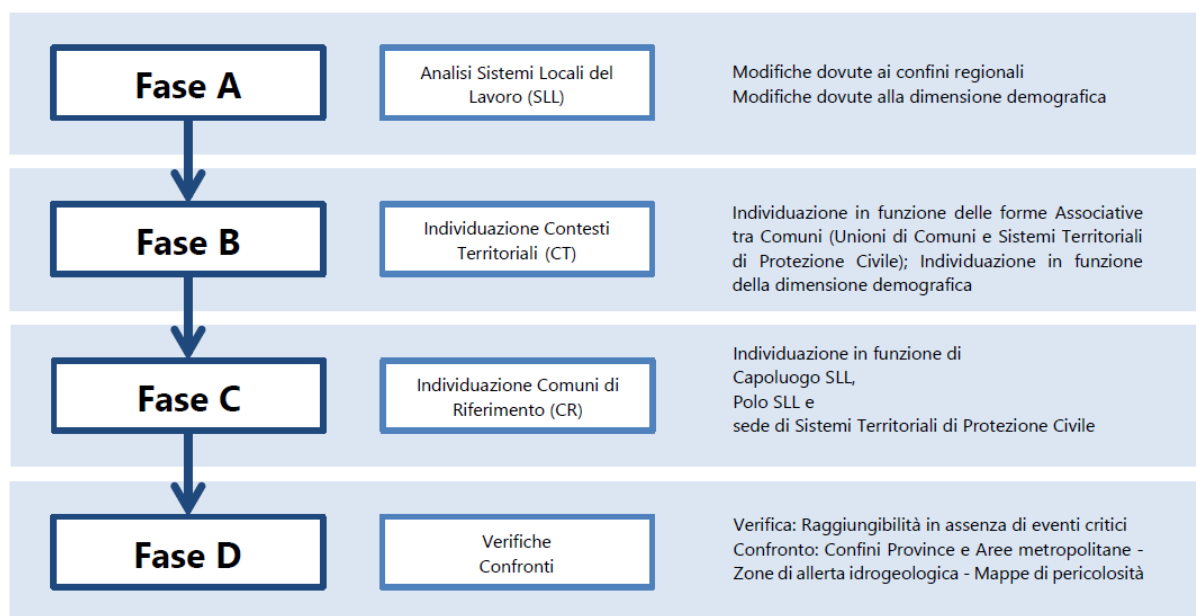 Fase A
Analisi Sistemi Locali del
Lavoro (SLL)
Modifiche dovute ai confini regionali
Modifiche dovute alla dimensione demografica
Fase B
Individuazione Contesti
Territoriali (CT)
Individuazione in funzione delle forme Associative
tra Comuni (Unioni di Comuni e Sistemi Territoriali
di Protezione Civile); Individuazione in funzione
della dimensione demografica
Fase C
Individuazione Comuni di
Riferimento (CR)
Individuazione in funzione di
Capoluogo SLL,
Polo SLL e
sede di Sistemi Territoriali di Protezione Civile
Fase D
Verifiche
Confronti
Verifica: Raggiungibilità in assenza di eventi critici
Confronto: Confini Province e Aree metropolitane -
Zone di allerta idrogeologica - Mappe di pericolosità